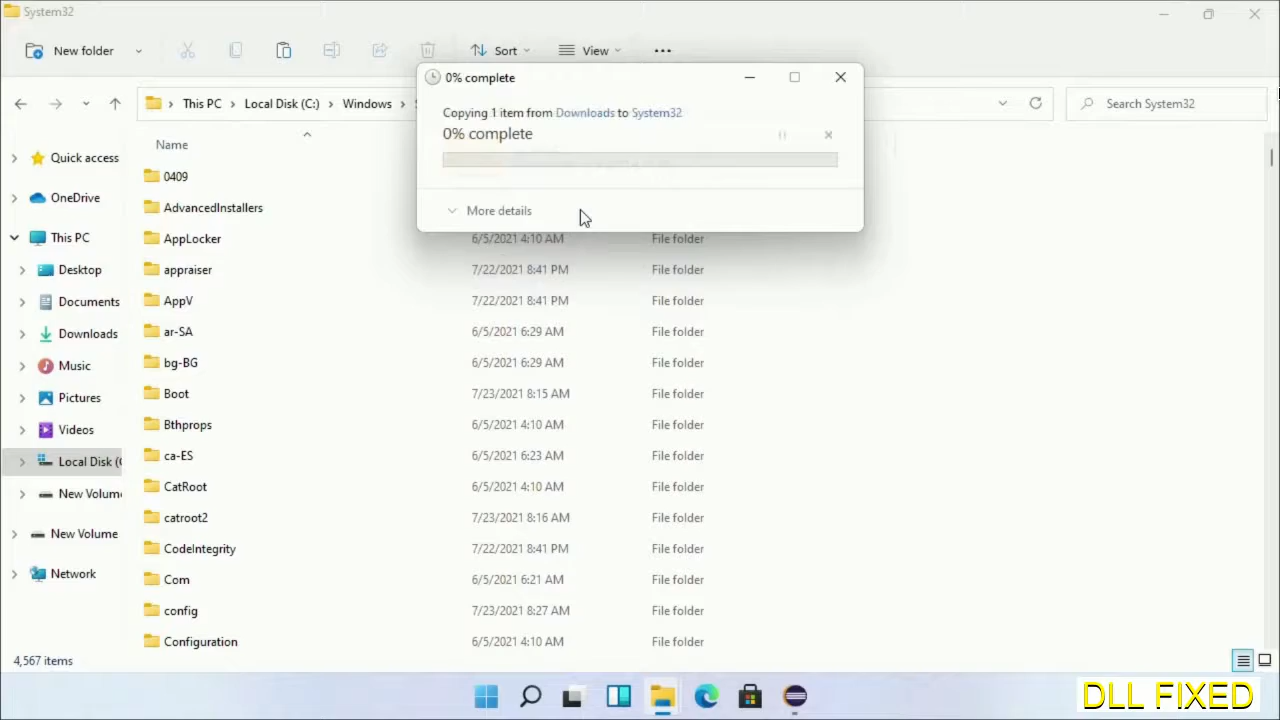 System32
New folder
Sort
View
0% complete
Copying 1 item from Downloads to System32
0% complete
More details
This PC
Local Disk (C:)
Windows
Search System32
Name
Quick access
OneDrive
This PC
Desktop
Documents
Downloads
Music
Pictures
Videos
Local Disk (
New Volum
New Volume
Network
0409
AdvancedInstallers
AppLocker 6/5/2021 4:10 AM File folder
appraiser 7/22/2021 8:41 PM File folder
AppV 7/22/2021 8:41 PM File folder
ar-SA 6/5/2021 6:29 AM File folder
bg-BG 6/5/2021 6:29 AM File folder
Boot 7/23/2021 8:15 AM File folder
Bthprops 6/5/2021 4:10 AM File folder
ca-ES 6/5/2021 6:23 AM File folder
CatRoot 6/5/2021 4:10 AM File folder
catroot2 7/23/2021 8:16 AM File folder
CodeIntegrity 7/22/2021 8:41 PM File folder
Com 6/5/2021 6:21 AM File folder
config 7/23/2021 8:27 AM File folder
Configuration 6/5/2021 4:10 AM File folder
4,567 items
DLL FIXED